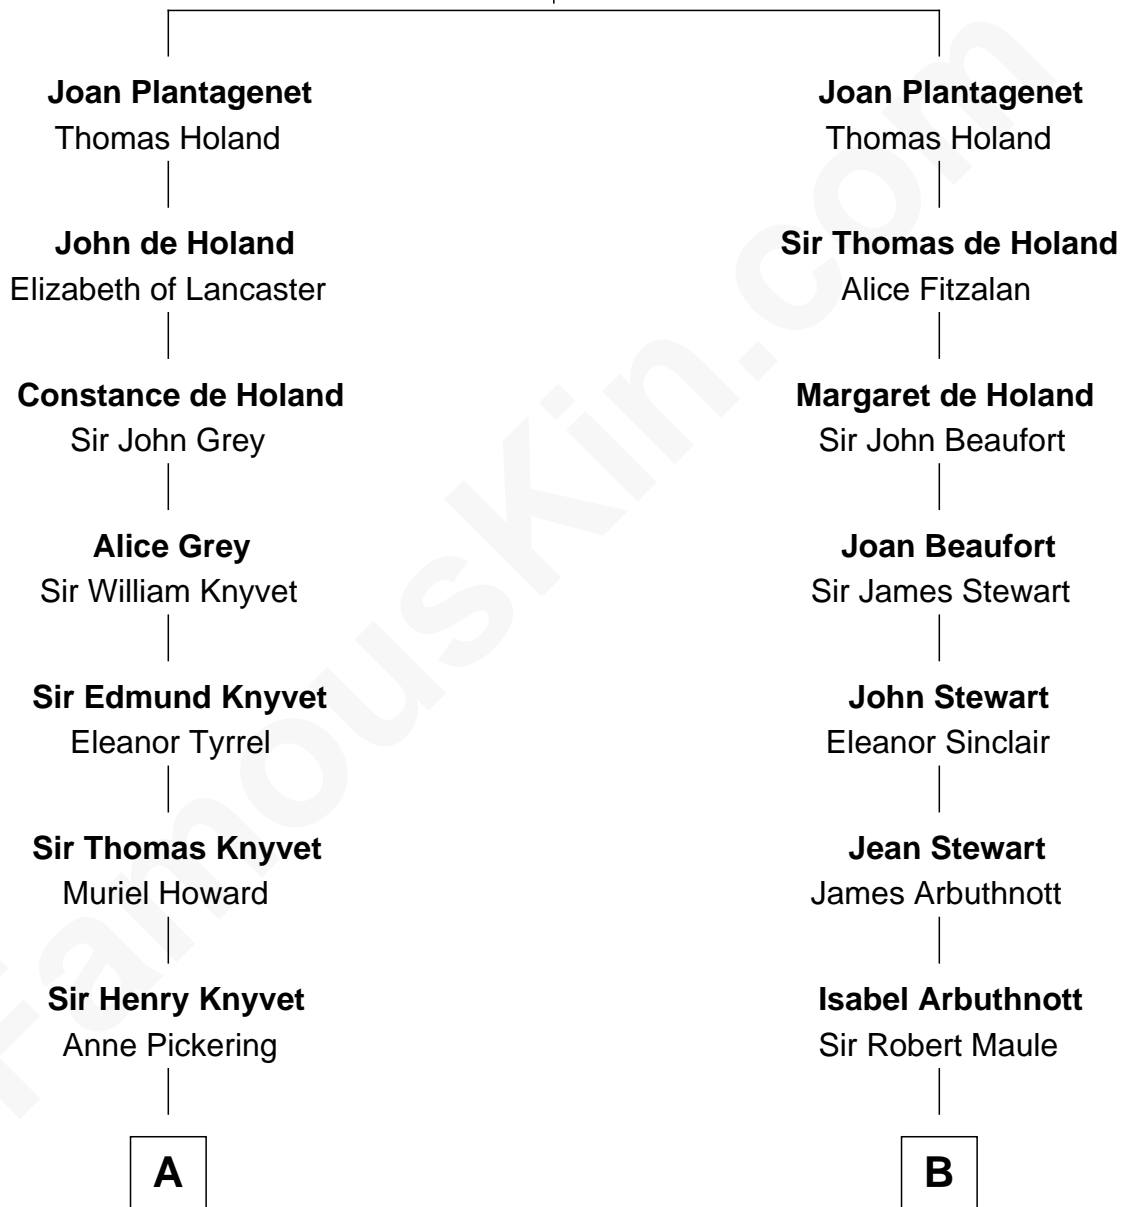 Joan Plantagenet
Thomas Holand
John de Holand
Elizabeth of Lancaster
Constance de Holand
Sir John Grey
Alice Grey
Sir William Knyvet
Sir Edmund Knyvet
Eleanor Tyrrel
Sir Thomas Knyvet
Muriel Howard
Sir Henry Knyvet
Anne Pickering
A
Joan Plantagenet
Thomas Holand
Sir Thomas de Holand
Alice Fitzalan
Margaret de Holand
Sir John Beaufort
Joan Beaufort
Sir James Stewart
John Stewart
Eleanor Sinclair
Jean Stewart
James Arbuthnott
Isabel Arbuthnott
Sir Robert Maule
B
FamousKin.com